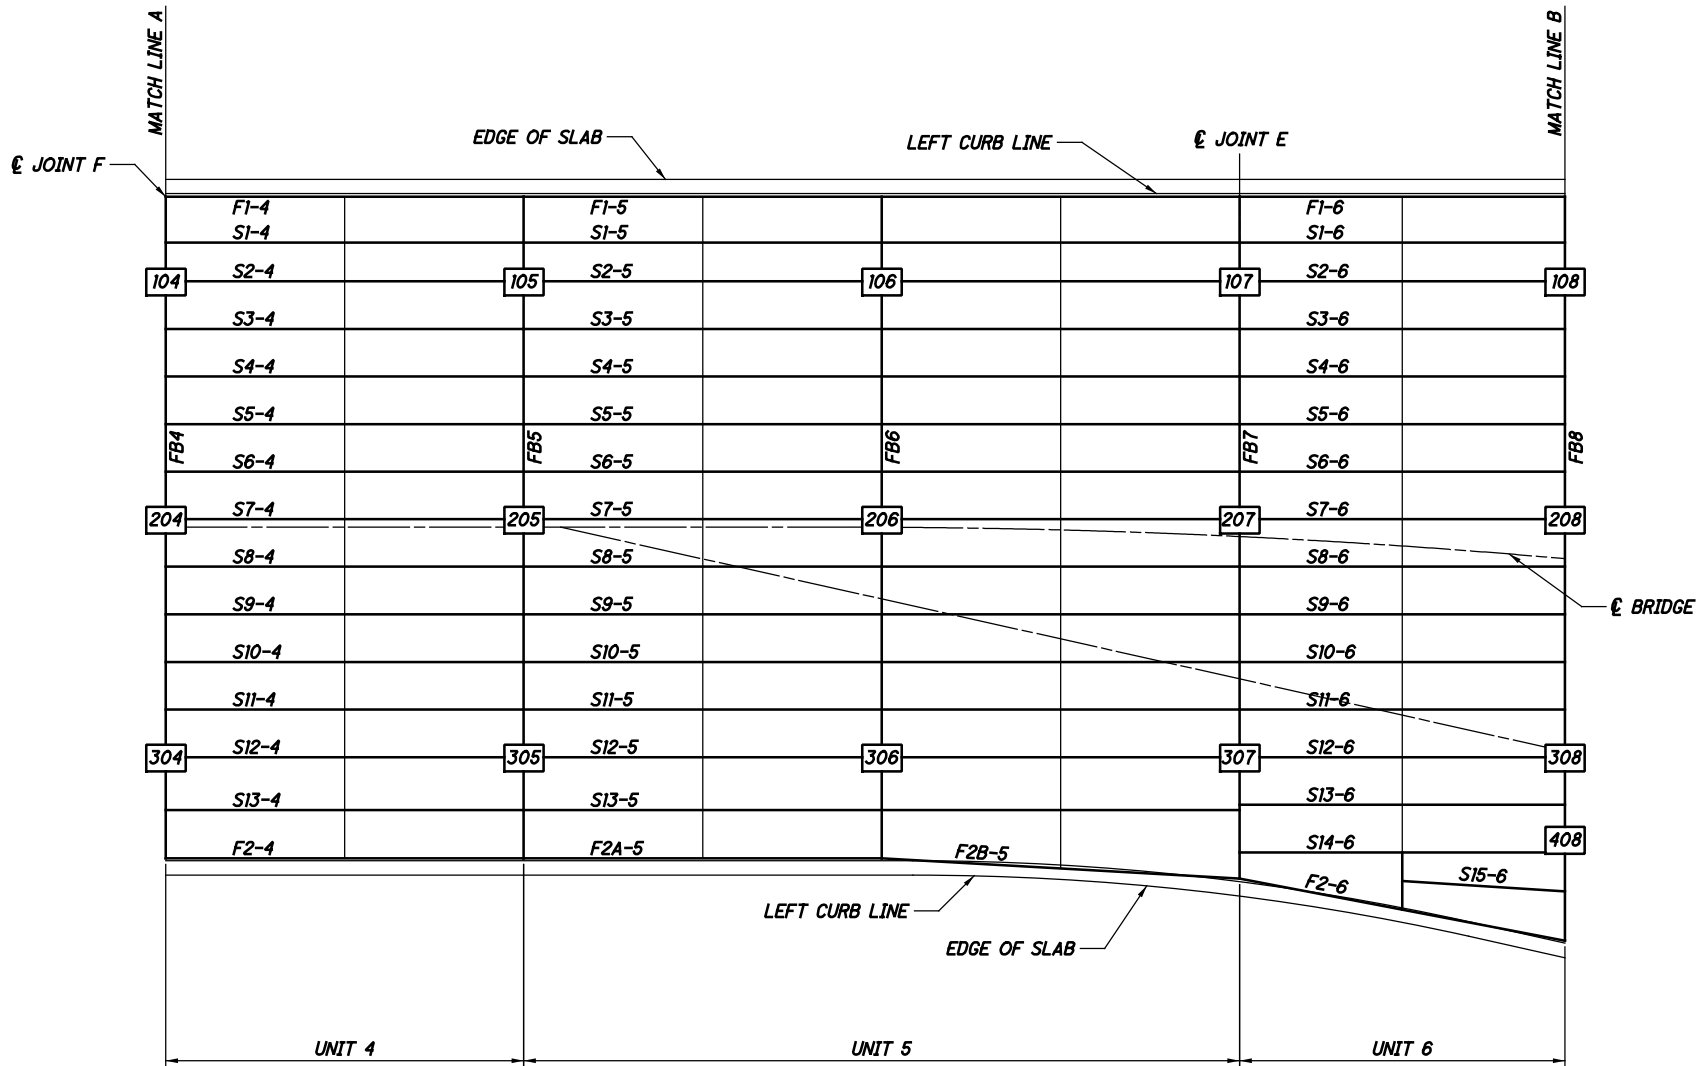 MATCH LINE A
MATCH LINE B
EDGE OF SLAB
LEFT CURB LINE
℄ JOINT E
℄ JOINT F
F1-4 F1-5 F1-6
S1-4 S1-5 S1-6
S2-4 S2-5 S2-6
104 105 106 107 108
S3-4 S3-5 S3-6
S4-4 S4-5 S4-6
S5-4 S5-5 S5-6
FB4 FB5 FB6 FB7 FB8
S6-4 S6-5 S6-6
S7-4 S7-5 S7-6
204 205 206 207 208
S8-4 S8-5 S8-6
S9-4 S9-5 S9-6
℄ BRIDGE
S10-4 S10-5 S10-6
S11-4 S11-5 S11-6
S12-4 S12-5 S12-6
304 305 306 307 308
S13-4 S13-5 S13-6
F2-4 F2A-5 F2B-5 S14-6 408
F2-6 S15-6
LEFT CURB LINE
EDGE OF SLAB
UNIT 4 UNIT 5 UNIT 6